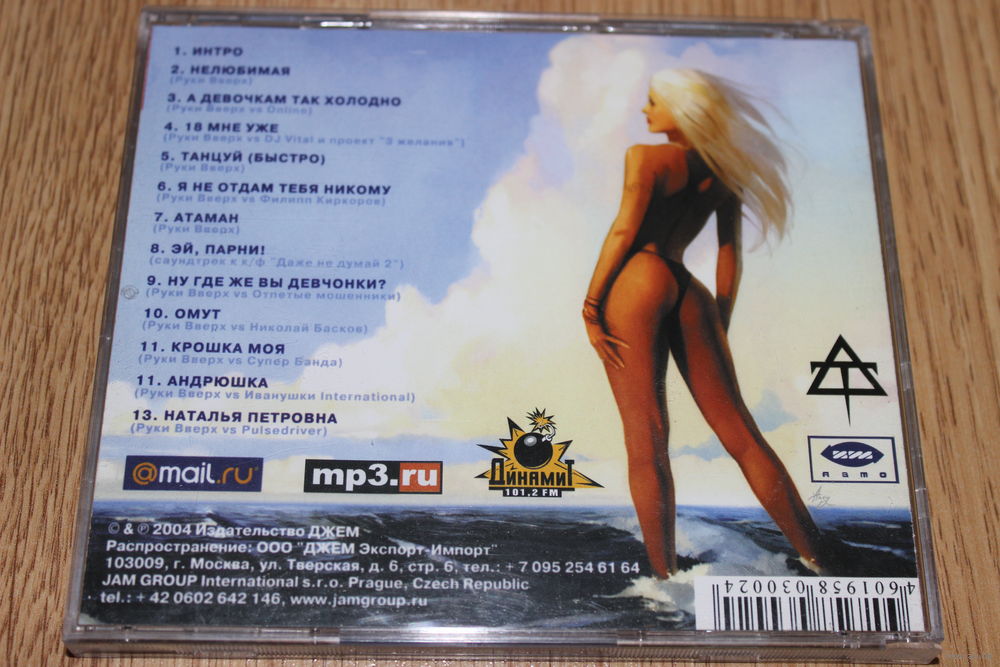 1. ИНТРО
2. НЕЛЮБИМАЯ
(Руки Вверх)
3. А ДЕВОЧКАМ ТАК ХОЛОДНО
(Руки Вверх vs Online)
4. 18 МНЕ УЖЕ
(Руки Вверх vs DJ Vital и проект "3 желания")
5. ТАНЦУЙ (БЫСТРО)
(Руки Вверх)
6. Я НЕ ОТДАМ ТЕБЯ НИКОМУ
(Руки Вверх vs Филипп Киркоров)
7. АТАМАН
(Руки Вверх)
8. ЭЙ, ПАРНИ!
(саундтрек к к/ф "Даже не думай 2")
9. НУ ГДЕ ЖЕ ВЫ ДЕВЧОНКИ?
(Руки Вверх vs Отпетые мошенники)
10. ОМУТ
(Руки Вверх vs Николай Басков)
11. КРОШКА МОЯ
(Руки Вверх vs Супер Бэнда)
11. АНДРЮШКА
(Руки Вверх vs Иванушки International)
13. НАТАЛЬЯ ПЕТРОВНА
(Руки Вверх vs Pulsedriver)
@mail.ru®
mp3.ru
ДИНАМИТ
101,2 FM
Авто
© & ℗ 2004 Издательство ДЖЕМ
Распространение: ООО "ДЖЕМ Экспорт-Импорт"
103009, г. Москва, ул. Тверская, д. 6, стр. 6, тел.: + 7 095 254 61 64
JAM GROUP International s.r.o. Prague, Czech Republic
tel.: + 42 0602 642 146, www.jamgroup.ru
4601958030024